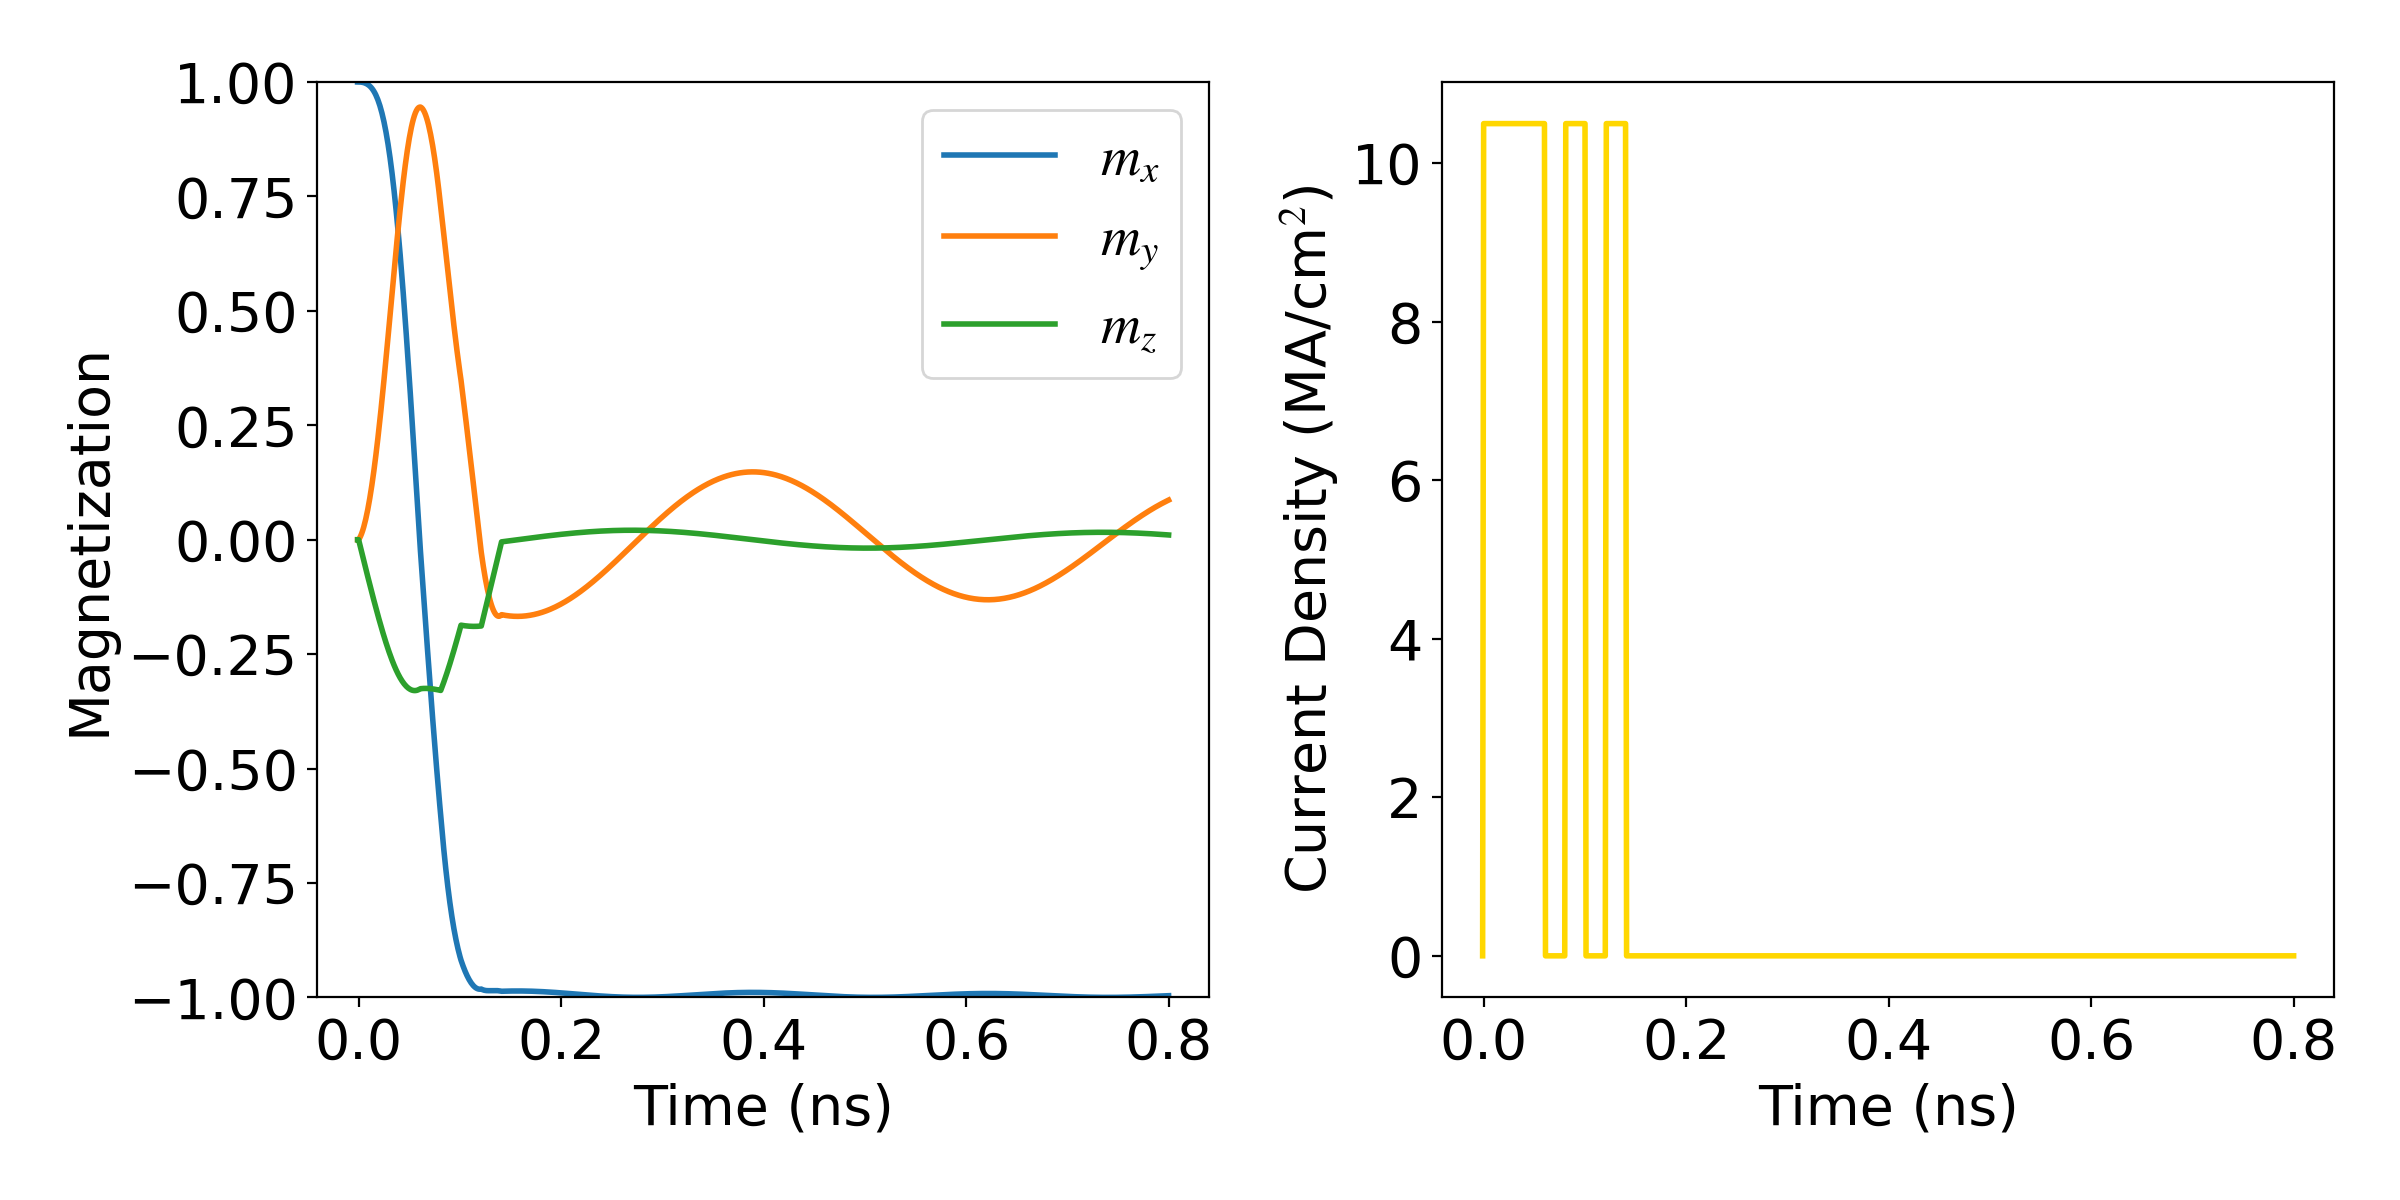 1.00
0.75
0.50
0.25
0.00
−0.25
−0.50
−0.75
−1.00
Magnetization
0.0 0.2 0.4 0.6 0.8
Time (ns)
m_x
m_y
m_z
10
8
6
4
2
0
Current Density (MA/cm²)
0.0 0.2 0.4 0.6 0.8
Time (ns)